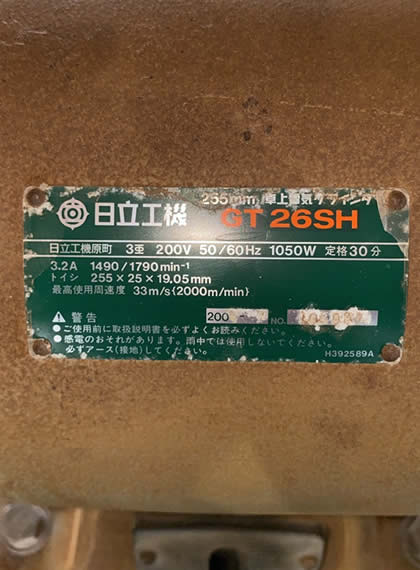 255mm 卓上電気グラインダ
日立工機 GT 26SH
日立工機原町 3相 200V 50/60Hz 1050W 定格30分
3.2A 1490/1790min⁻¹
トイシ 255×25×19.05mm
最高使用周速度 33m/s{2000m/min}
⚠ 警告 200 NO.
●ご使用前に取扱説明書を必ずよくお読みください。
●感電のおそれがあります。雨中では使用しないでください。
必ずアース(接地)してください。 H392589A